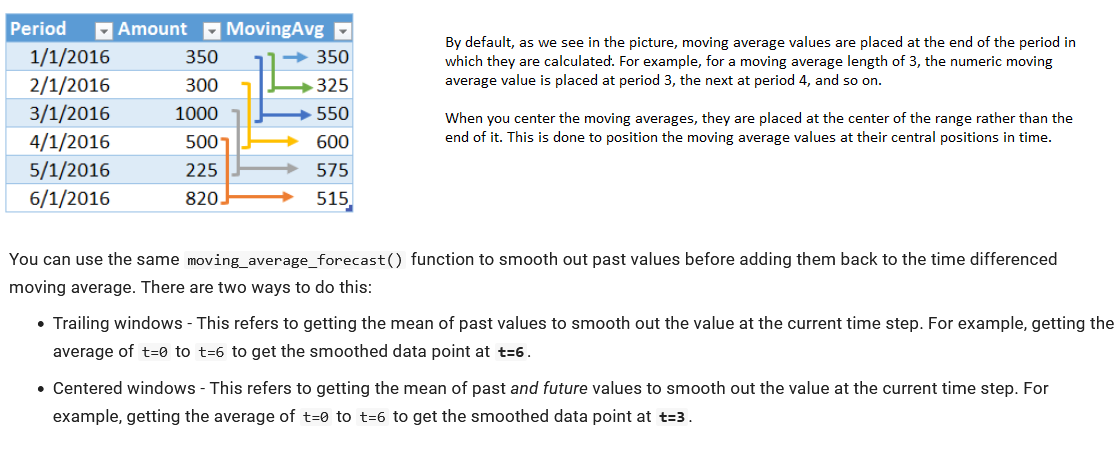 Period Amount MovingAvg
1/1/2016 350 350
2/1/2016 300 325
3/1/2016 1000 550
4/1/2016 500 600
5/1/2016 225 575
6/1/2016 820 515
By default, as we see in the picture, moving average values are placed at the end of the period in
which they are calculated. For example, for a moving average length of 3, the numeric moving
average value is placed at period 3, the next at period 4, and so on.
When you center the moving averages, they are placed at the center of the range rather than the
end of it. This is done to position the moving average values at their central positions in time.
You can use the same moving_average_forecast() function to smooth out past values before adding them back to the time differenced
moving average. There are two ways to do this:
• Trailing windows - This refers to getting the mean of past values to smooth out the value at the current time step. For example, getting the
average of t=0 to t=6 to get the smoothed data point at t=6.
• Centered windows - This refers to getting the mean of past and future values to smooth out the value at the current time step. For
example, getting the average of t=0 to t=6 to get the smoothed data point at t=3.